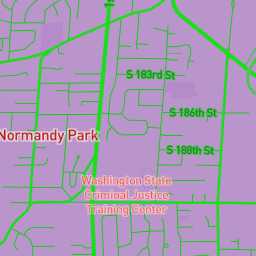 S 183rd St
S 186th St
Normandy Park
S 188th St
Washington State
Criminal Justice
Training Center